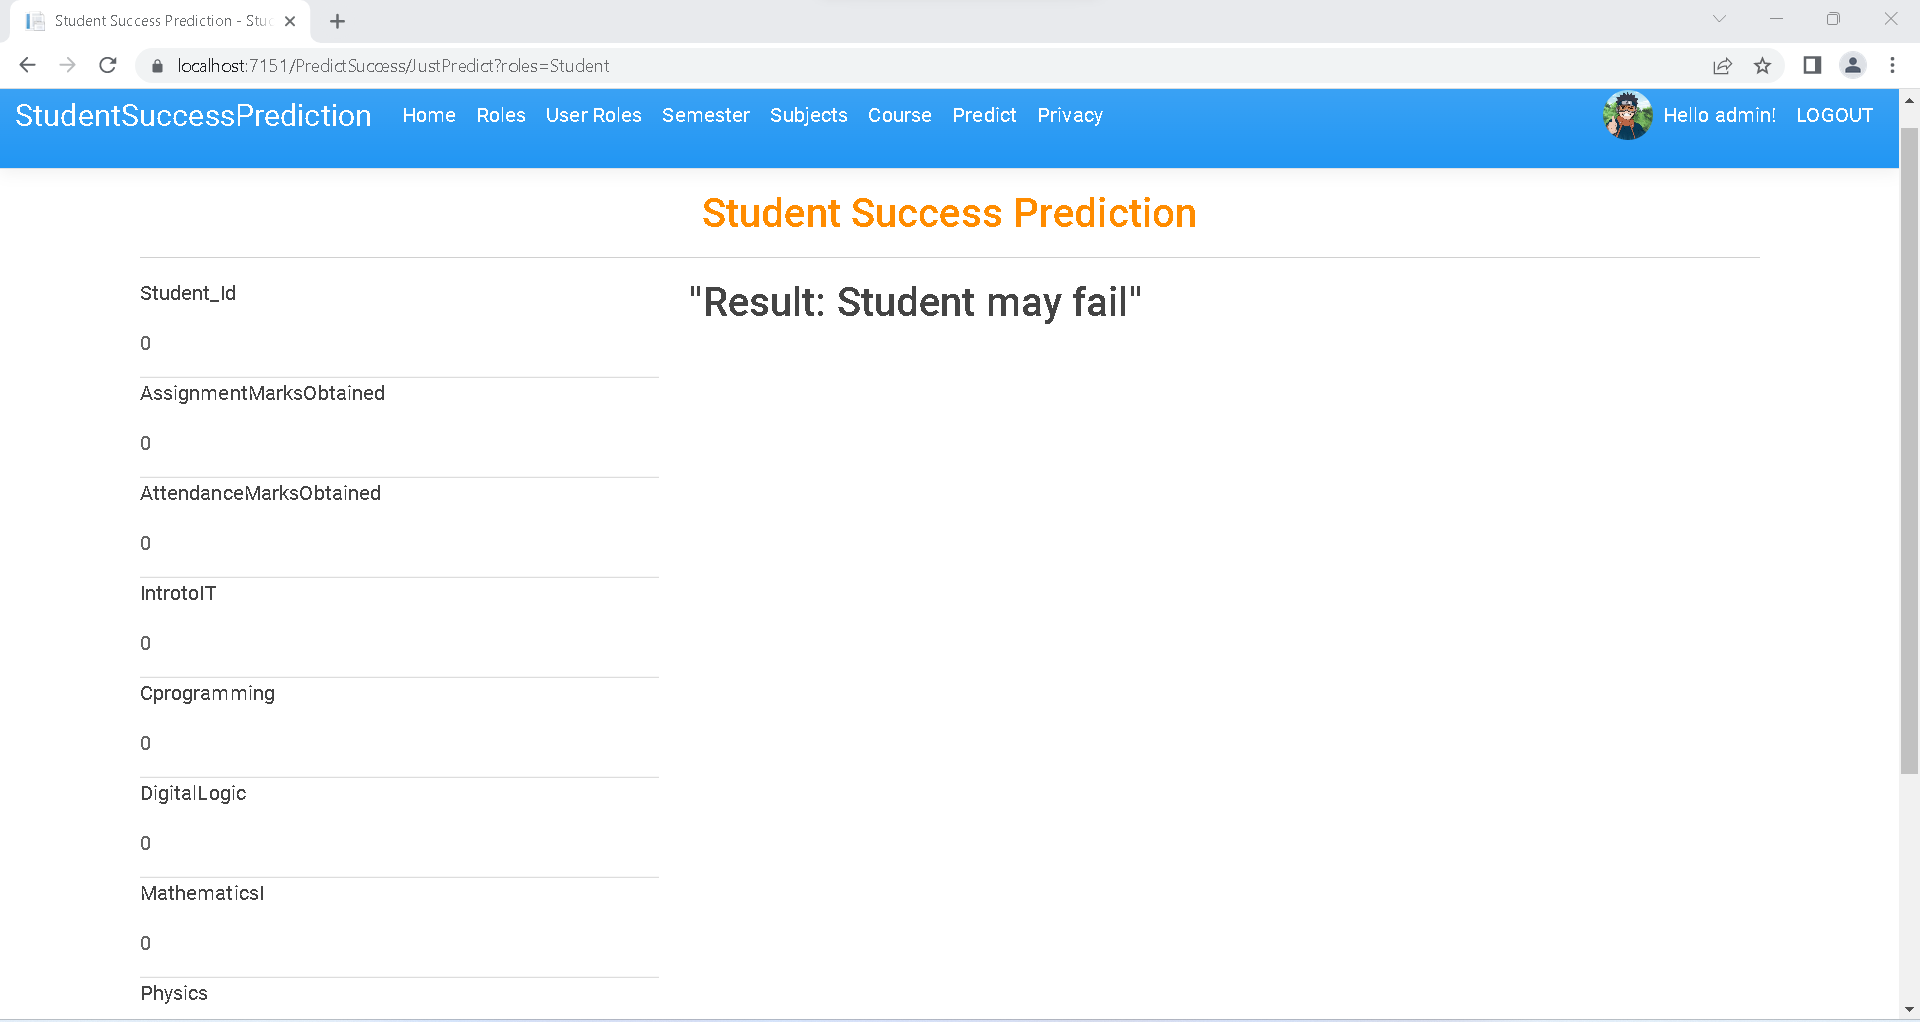 Student Success Prediction - Stu
localhost:7151/PredictSuccess/JustPredict?roles=Student
StudentSuccessPrediction Home Roles User Roles Semester Subjects Course Predict Privacy Hello admin! LOGOUT
Student Success Prediction
Student_Id
"Result: Student may fail"
0
AssignmentMarksObtained
0
AttendanceMarksObtained
0
IntrotoIT
0
Cprogramming
0
DigitalLogic
0
MathematicsI
0
Physics